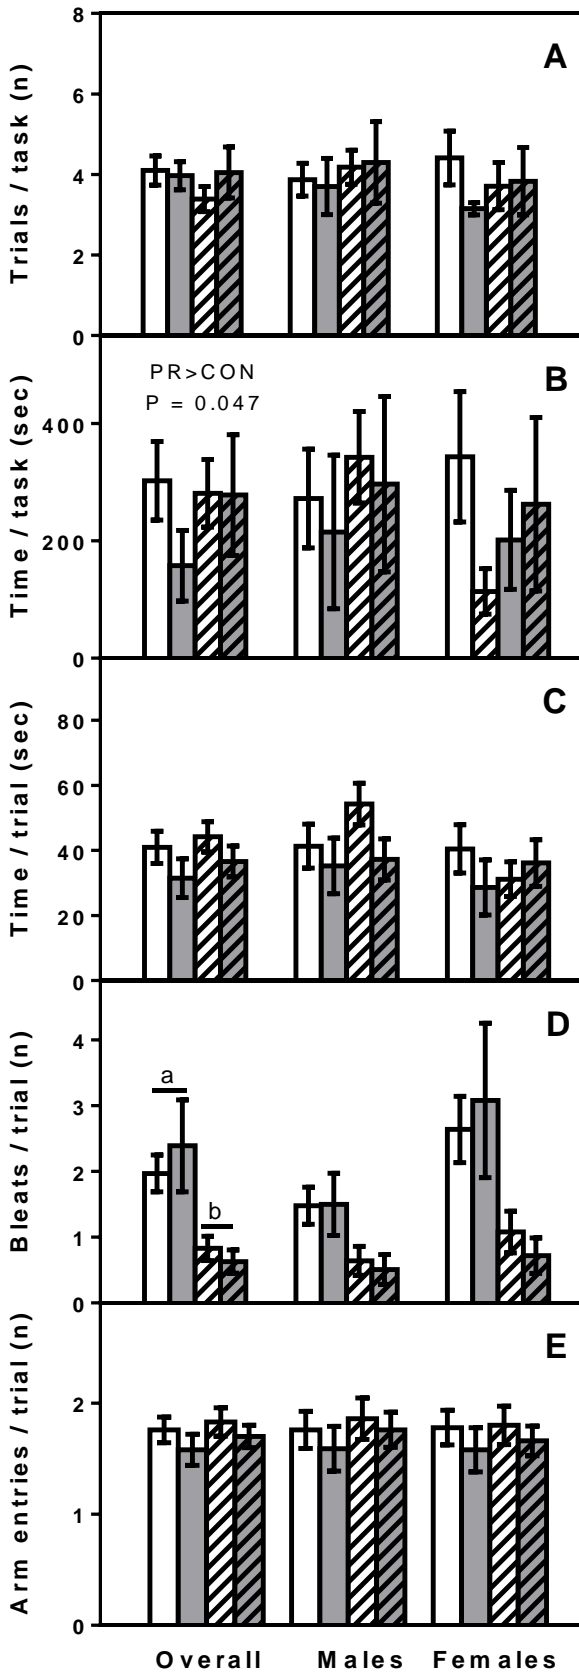 A
Trials / task (n)
8
6
4
2
0
B
PR>CON
P = 0.047
Time / task (sec)
400
200
0
C
Time / trial (sec)
80
60
40
20
0
D
Bleats / trial (n)
4
3
2
1
0
a
b
E
Arm entries / trial (n)
2
1
0
Overall Males Females